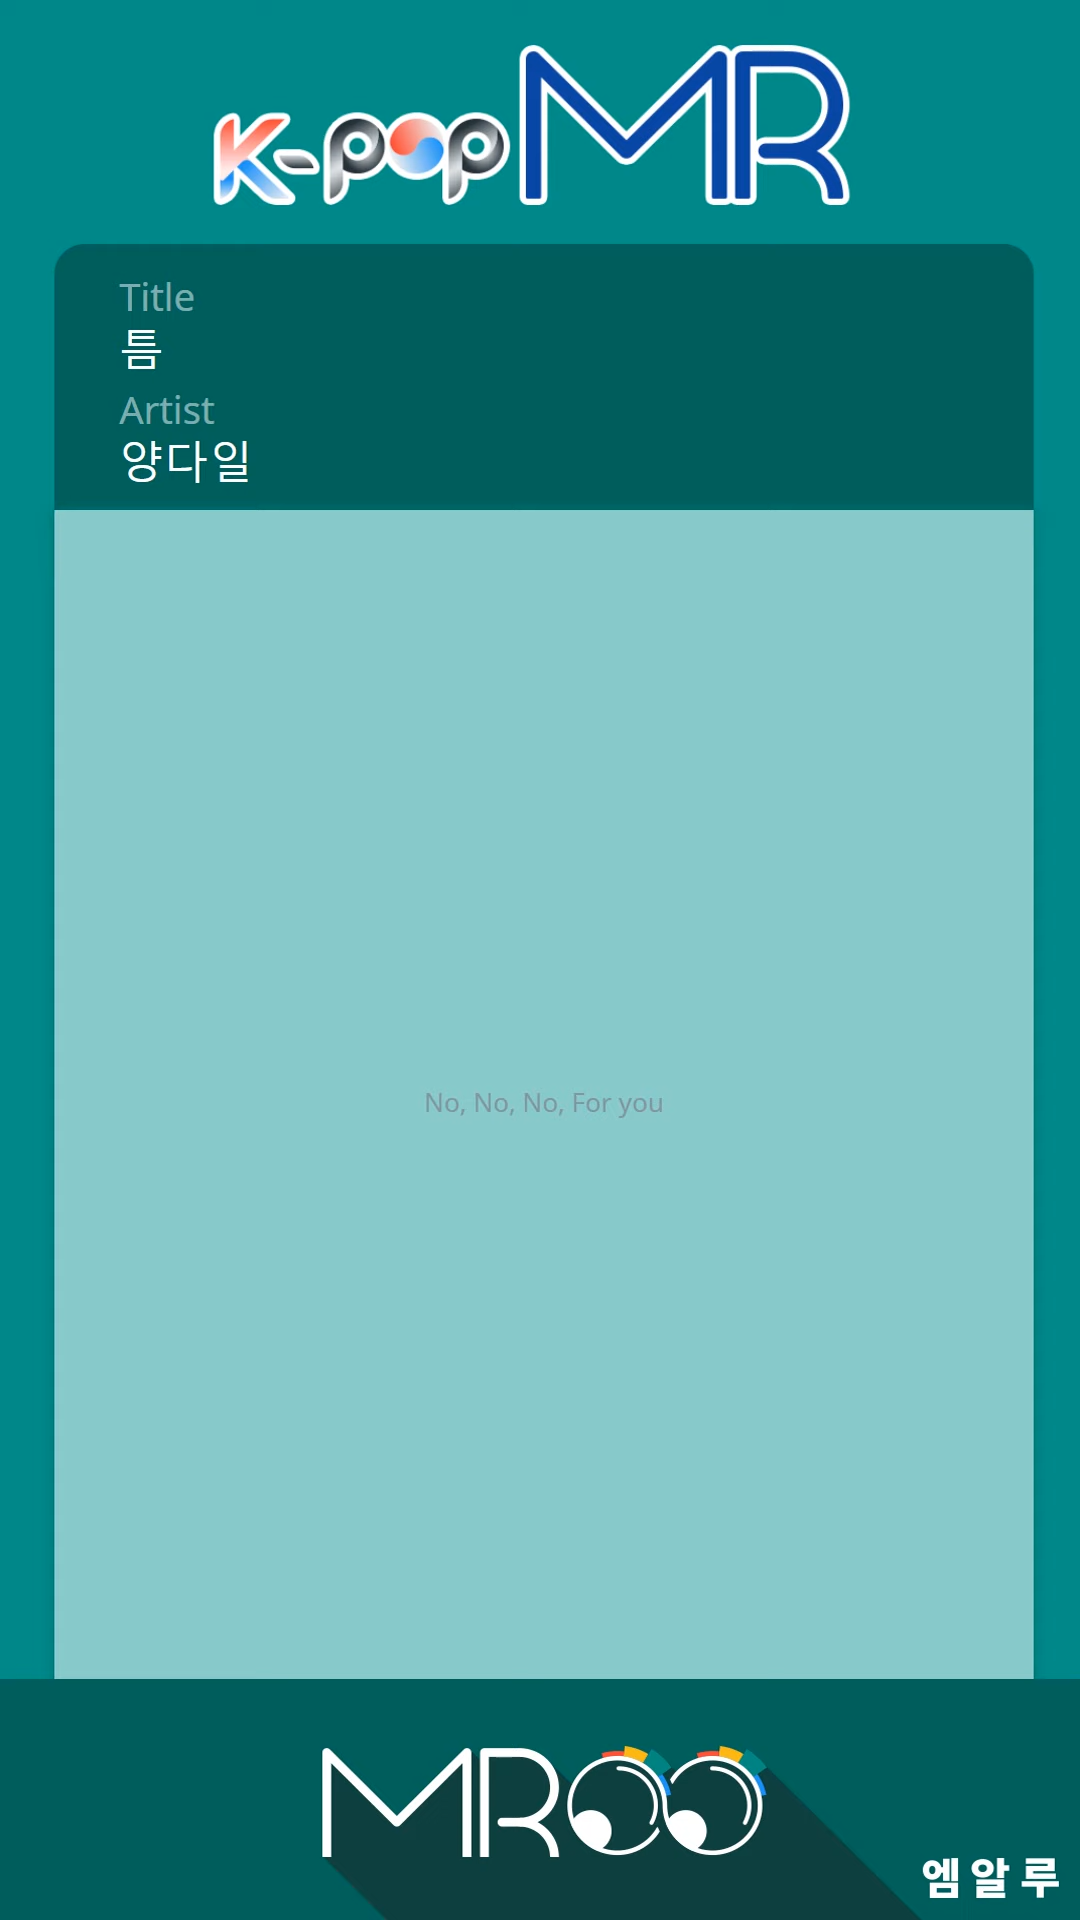 K-pop MR
Title
틈
Artist
양다일
No, No, No, For you
MROO
엠알루